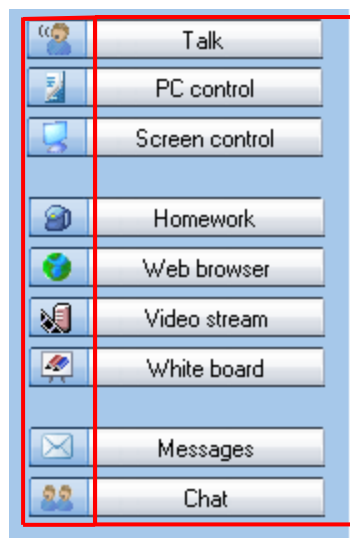 Talk
PC control
Screen control
Homework
Web browser
Video stream
White board
Messages
Chat